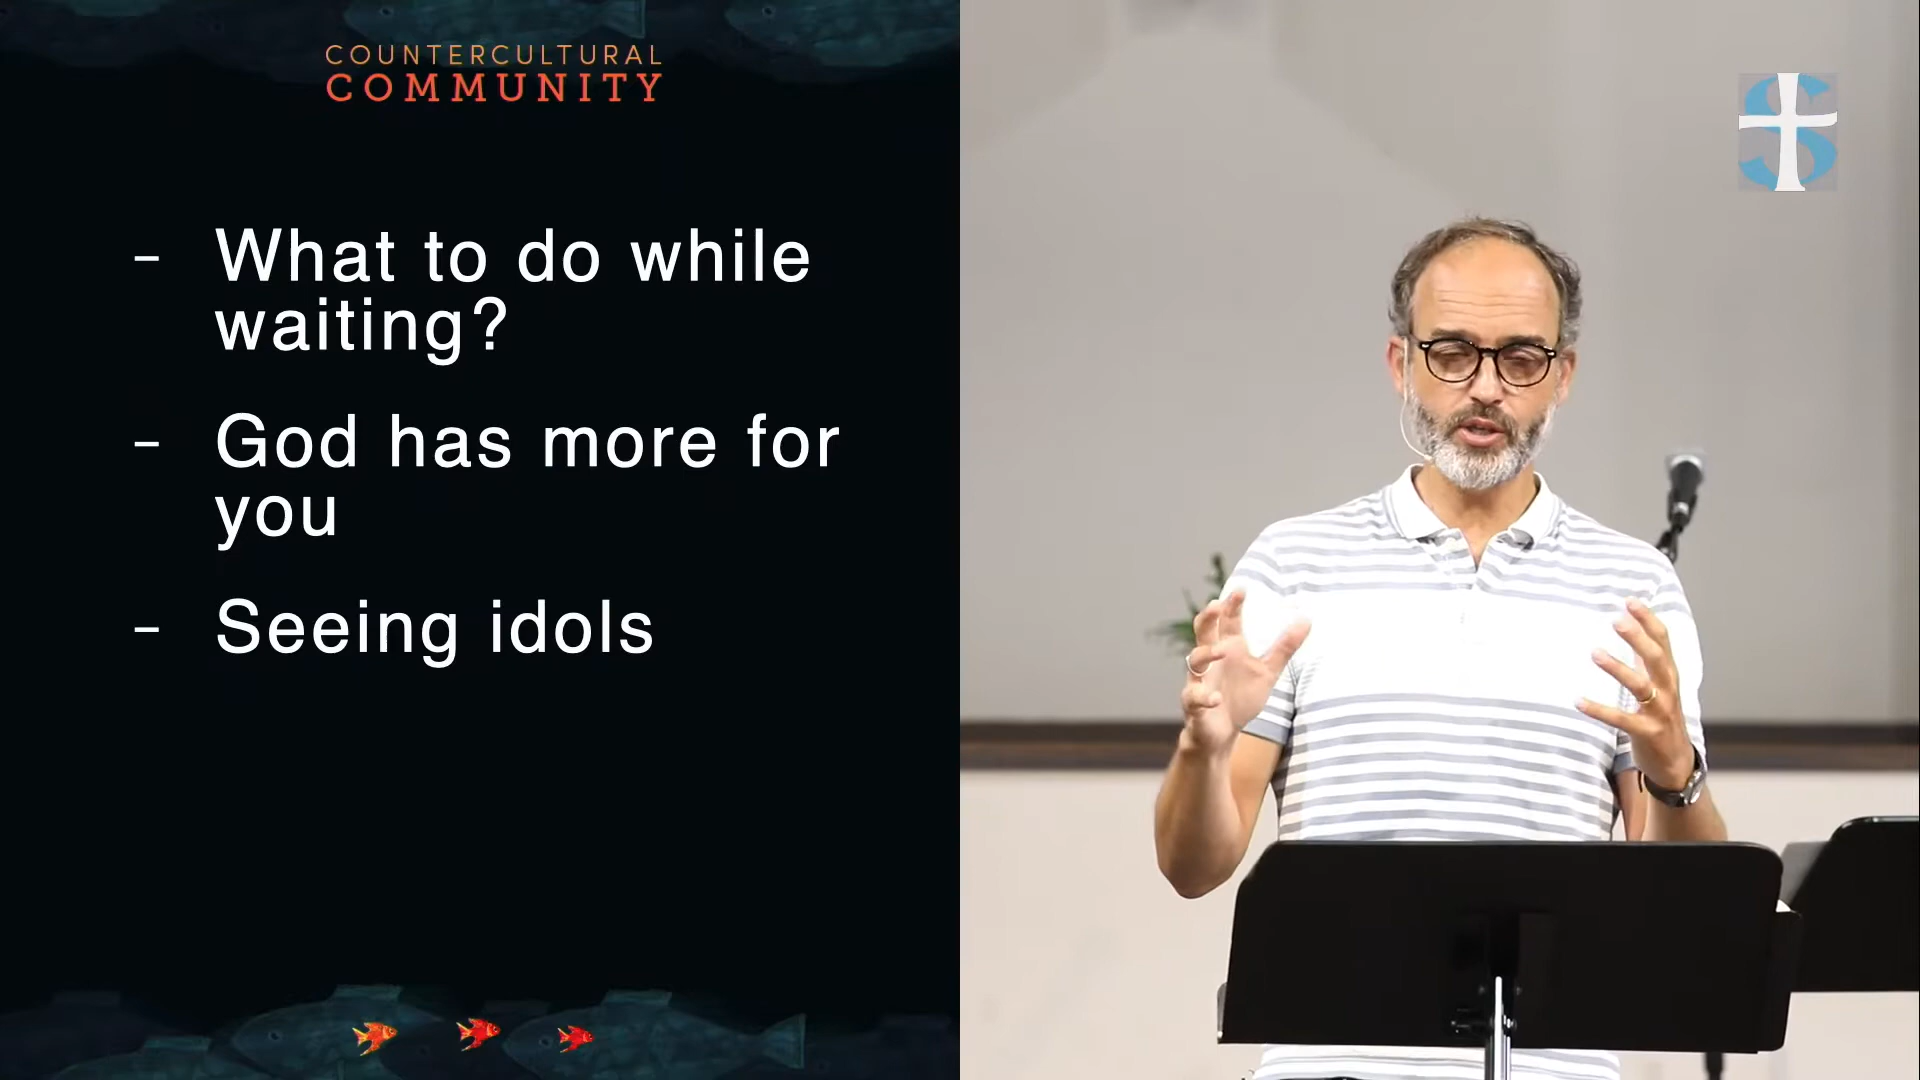 COUNTERCULTURAL
COMMUNITY
- What to do while
waiting?
- God has more for
you
- Seeing idols
S